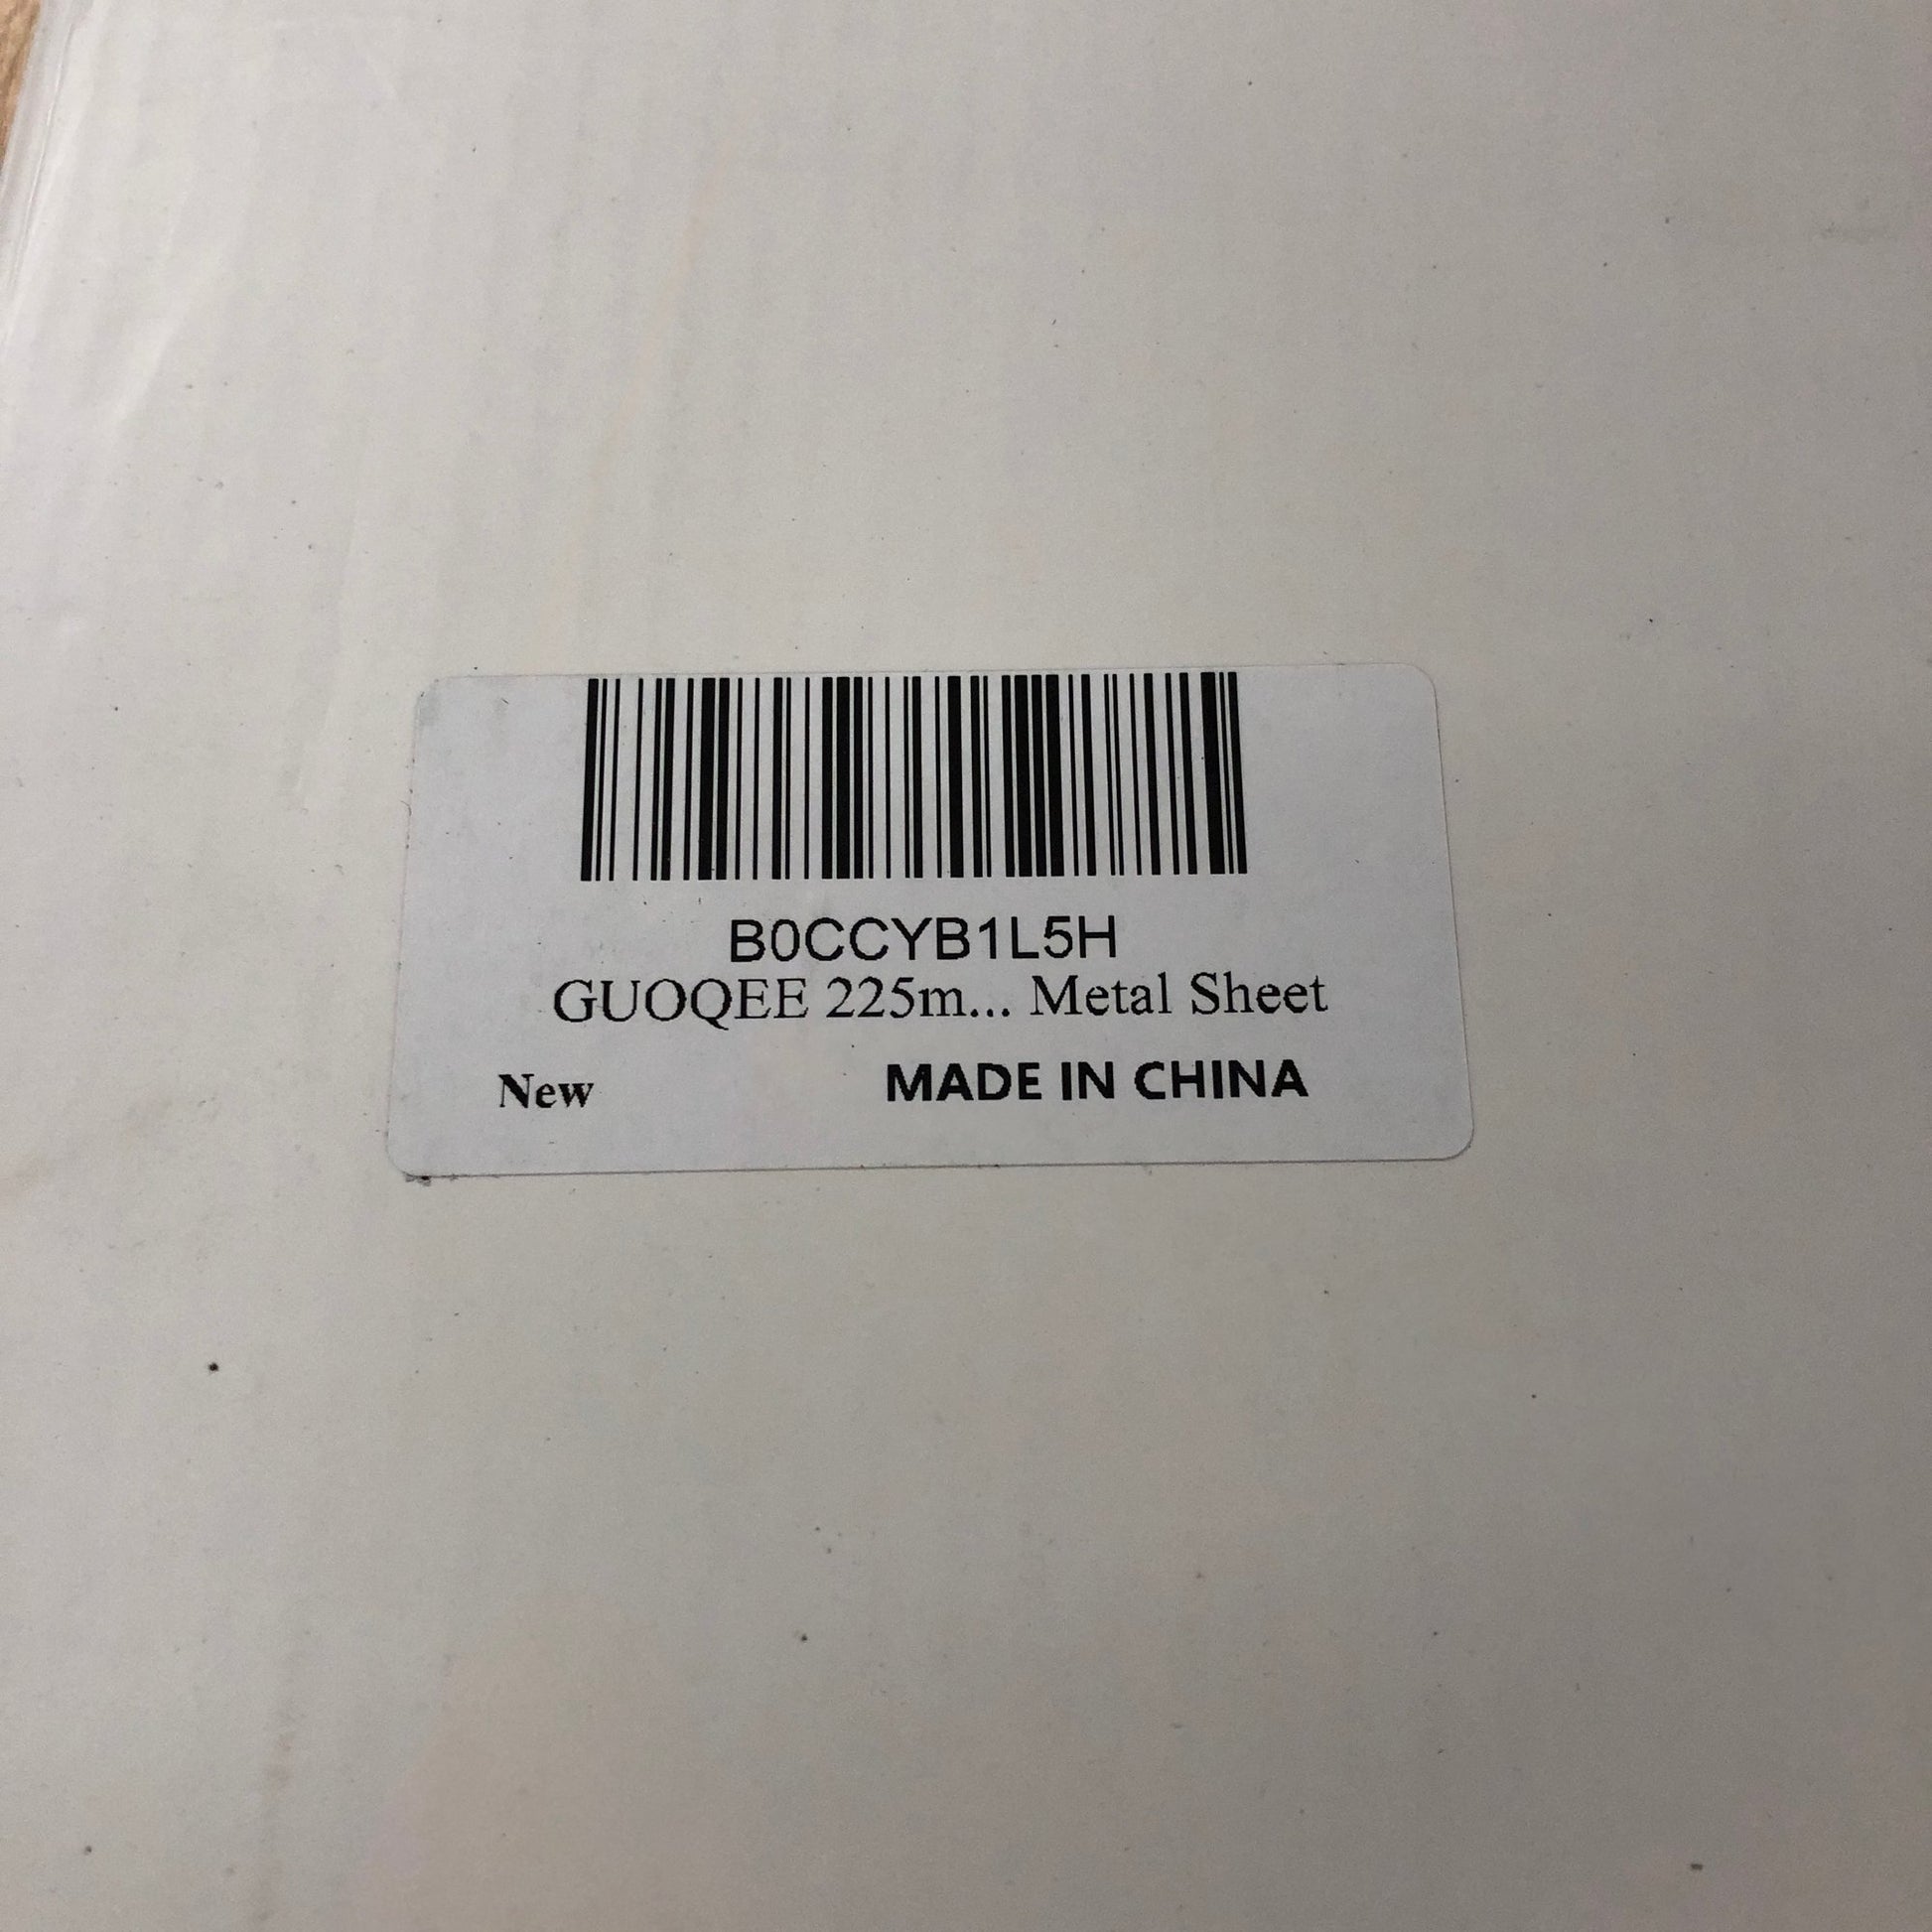 B0CCYB1L5H
GUOQEE 225m... Metal Sheet
New MADE IN CHINA